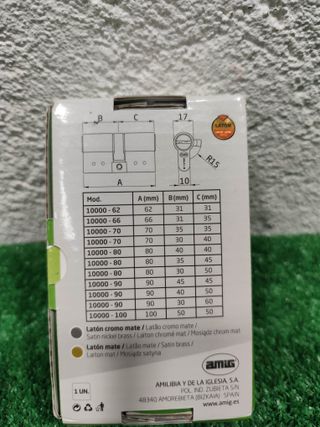 B C 17
LATÓN
R15
A 10
Mod. A (mm) B (mm) C (mm)
10000 - 62 62 31 31
10000 - 66 66 31 35
10000 - 70 70 35 35
10000 - 70 70 30 40
10000 - 80 80 40 40
10000 - 80 80 35 45
10000 - 80 80 30 50
10000 - 90 90 45 45
10000 - 90 90 40 50
10000 - 90 90 30 60
10000 - 100 100 50 50
Latón cromo mate / Latão cromo mate /
Satin nickel brass / Laiton chromé mat / Mosiądz chrom mat
Latón mate / Latão mate / Satin brass /
Laiton mat / Mosiądz satyna
amig
1 UN.
AMILIBIA Y DE LA IGLESIA, S.A.
POL. IND. ZUBIETA S/N
48340 AMOREBIETA (BIZKAIA) · SPAIN
www.amig.es